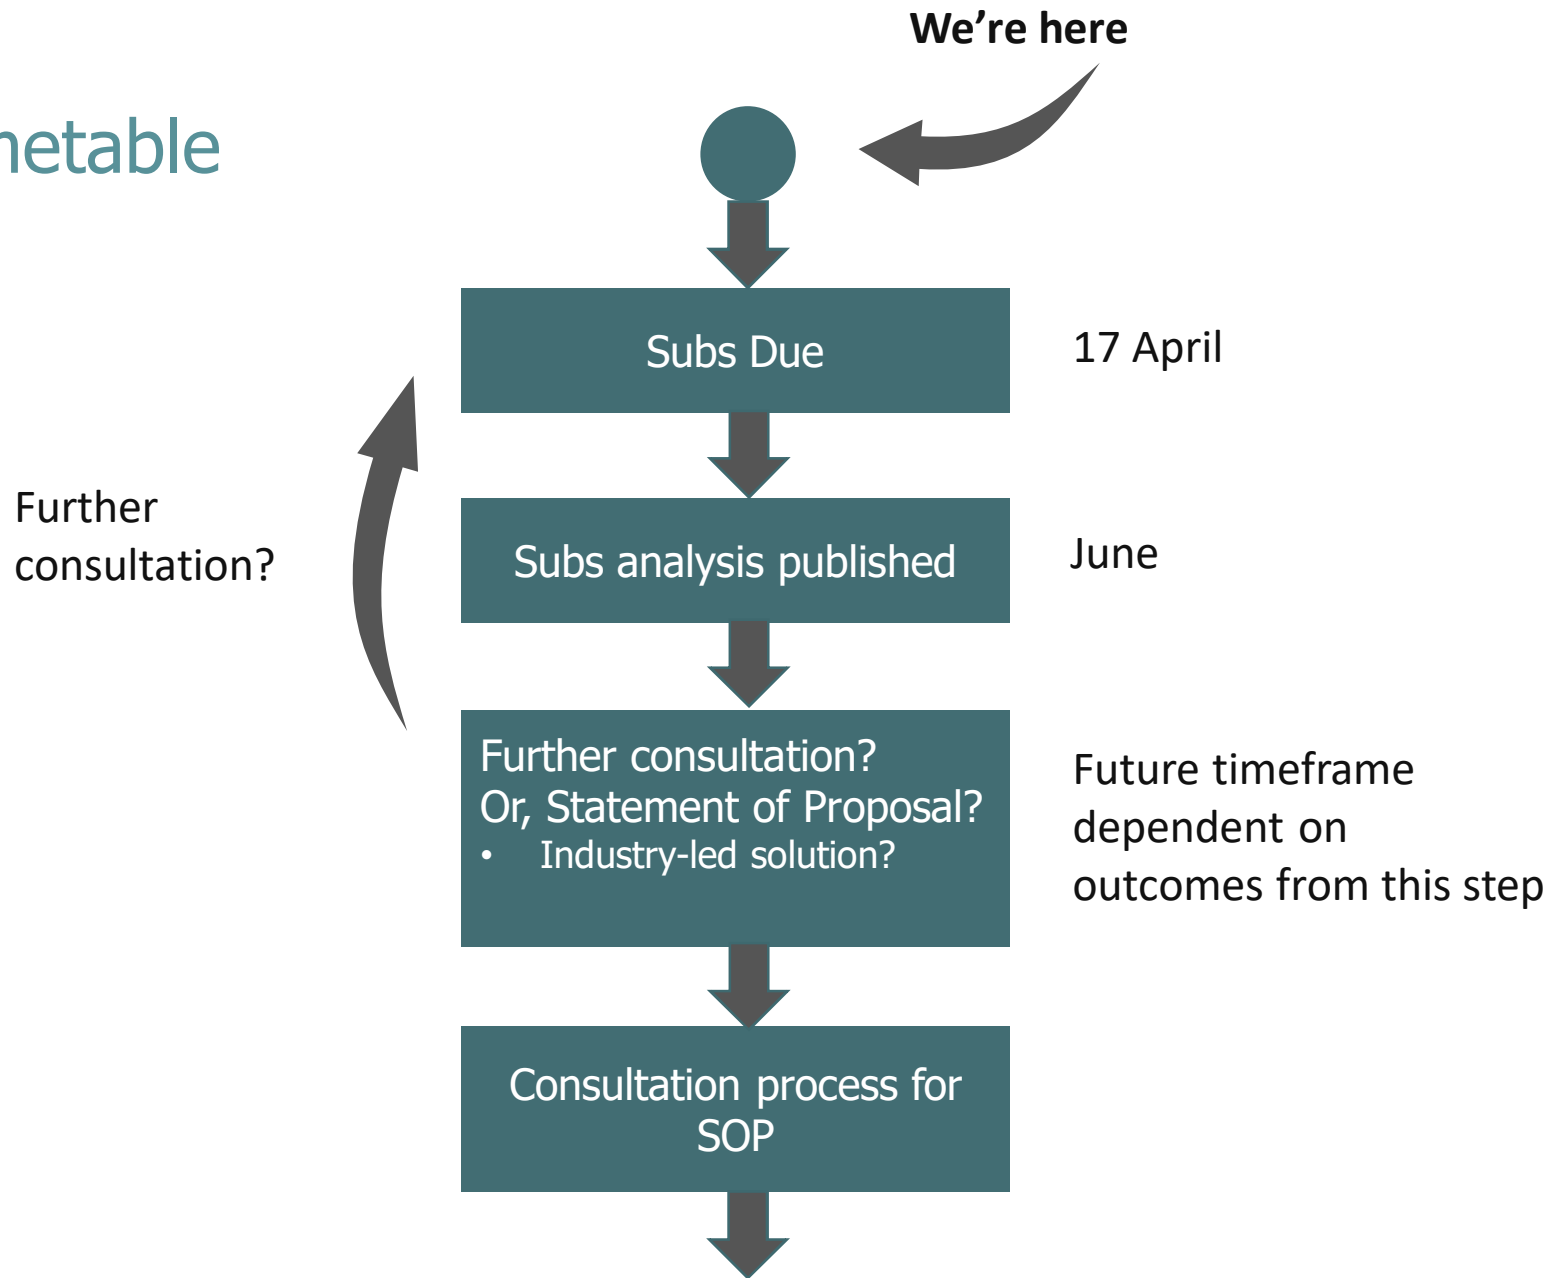 We’re here
netable
Subs Due
17 April
Further
consultation?
Subs analysis published
June
Further consultation?
Or, Statement of Proposal?
• Industry-led solution?
Future timeframe
dependent on
outcomes from this step
Consultation process for
SOP